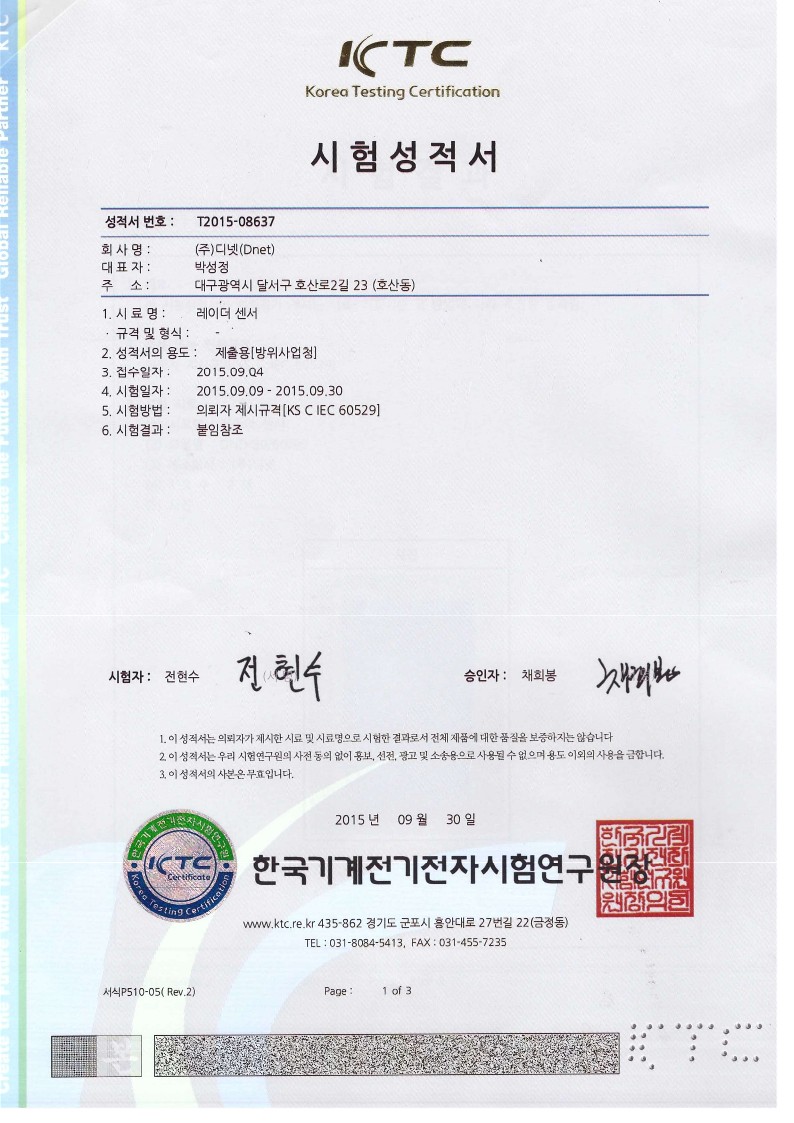 KTC
Korea Testing Certification
시험성적서
성적서 번호 : T2015-08637
회 사 명 : (주)디넷(Dnet)
대 표 자 : 박성정
주 소 : 대구광역시 달서구 호산로2길 23 (호산동)
1. 시 료 명 : 레이더 센서
· 규격 및 형식 : -
2. 성적서의 용도 : 제출용[방위사업청]
3. 접수일자 : 2015.09.04
4. 시험일자 : 2015.09.09 - 2015.09.30
5. 시험방법 : 의뢰자 제시규격[KS C IEC 60529]
6. 시험결과 : 붙임참조
시험자 : 전현수 전현수 승인자 : 채희봉
1. 이 성적서는 의뢰자가 제시한 시료 및 시료명으로 시험한 결과로서 전체 제품에 대한 품질을 보증하지는 않습니다
2. 이 성적서는 우리 시험연구원의 사전 동의 없이 홍보, 선전, 광고 및 소송용으로 사용될 수 없으며 용도 이외의 사용을 금합니다.
3. 이 성적서의 사본은 무효입니다.
2015 년 09 월 30 일
한국기계전기전자시험연구원
KTC
Certificate
Korea Testing Certification
한국기계전기전자시험연구원장
www.ktc.re.kr 435-862 경기도 군포시 흥안대로 27번길 22(금정동)
TEL : 031-8084-5413, FAX : 031-455-7235
서식P510-05( Rev.2) Page : 1 of 3
KTC
Create the Future with Trust Global Reliable Partner KTC